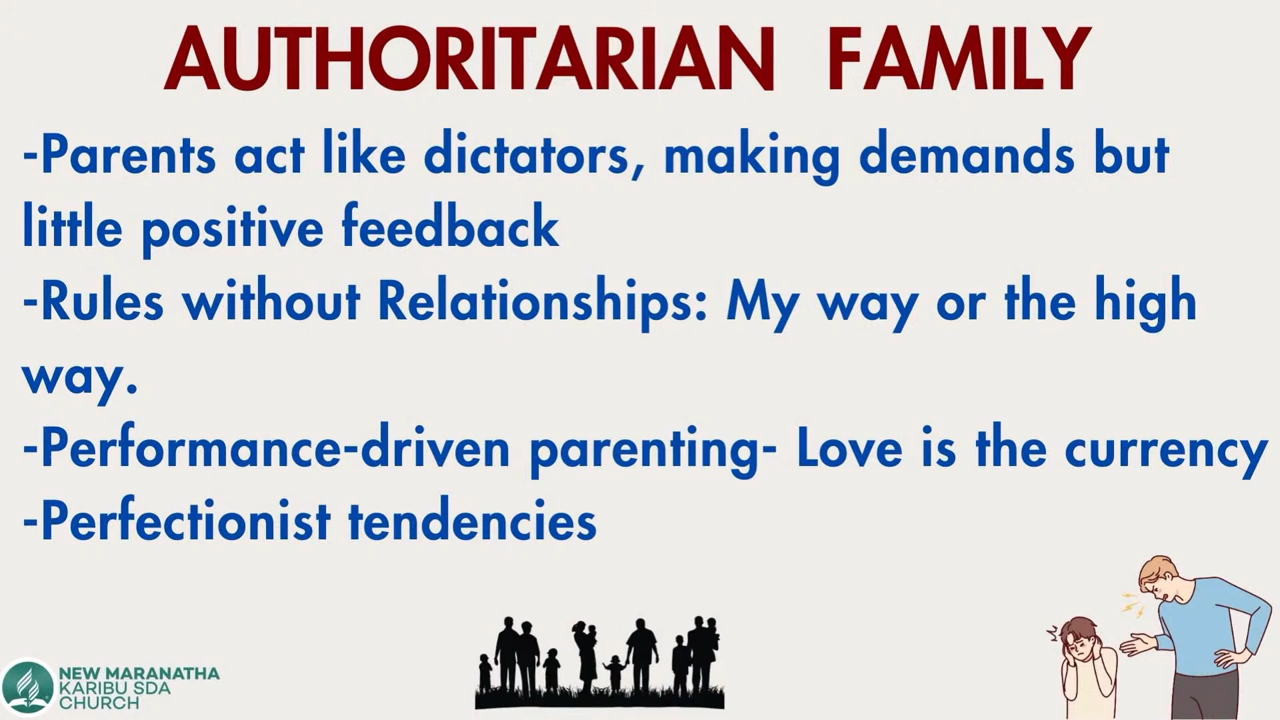 AUTHORITARIAN FAMILY
-Parents act like dictators, making demands but
little positive feedback
-Rules without Relationships: My way or the high
way.
-Performance-driven parenting- Love is the currency
-Perfectionist tendencies
NEW MARANATHA
KARIBU SDA
CHURCH